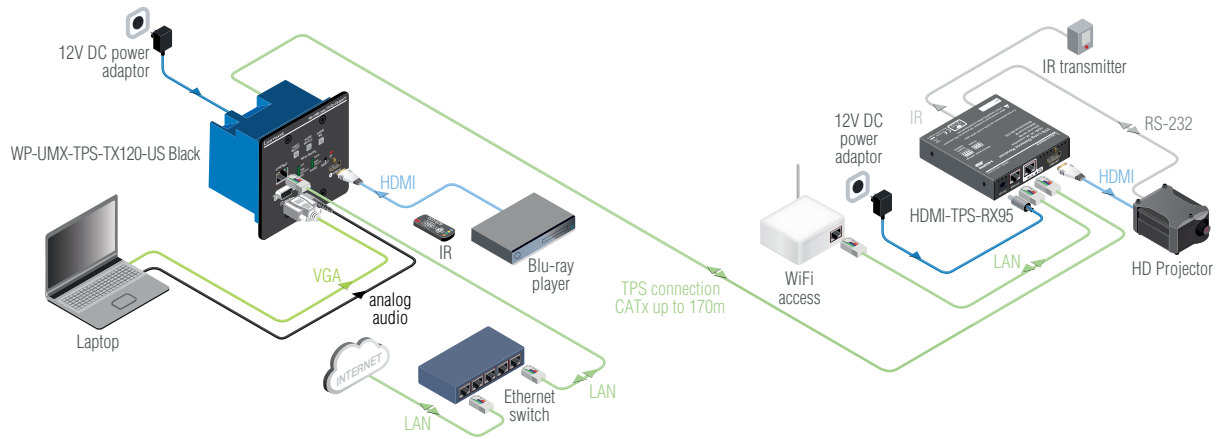 12V DC power
adaptor
WP-UMX-TPS-TX120-US Black
HDMI
IR
Blu-ray
player
VGA
analog
audio
Laptop
INTERNET
LAN
Ethernet
switch
LAN
TPS connection
CATx up to 170m
IR transmitter
IR
RS-232
12V DC
power
adaptor
HDMI-TPS-RX95
HDMI
HD Projector
LAN
WiFi
access